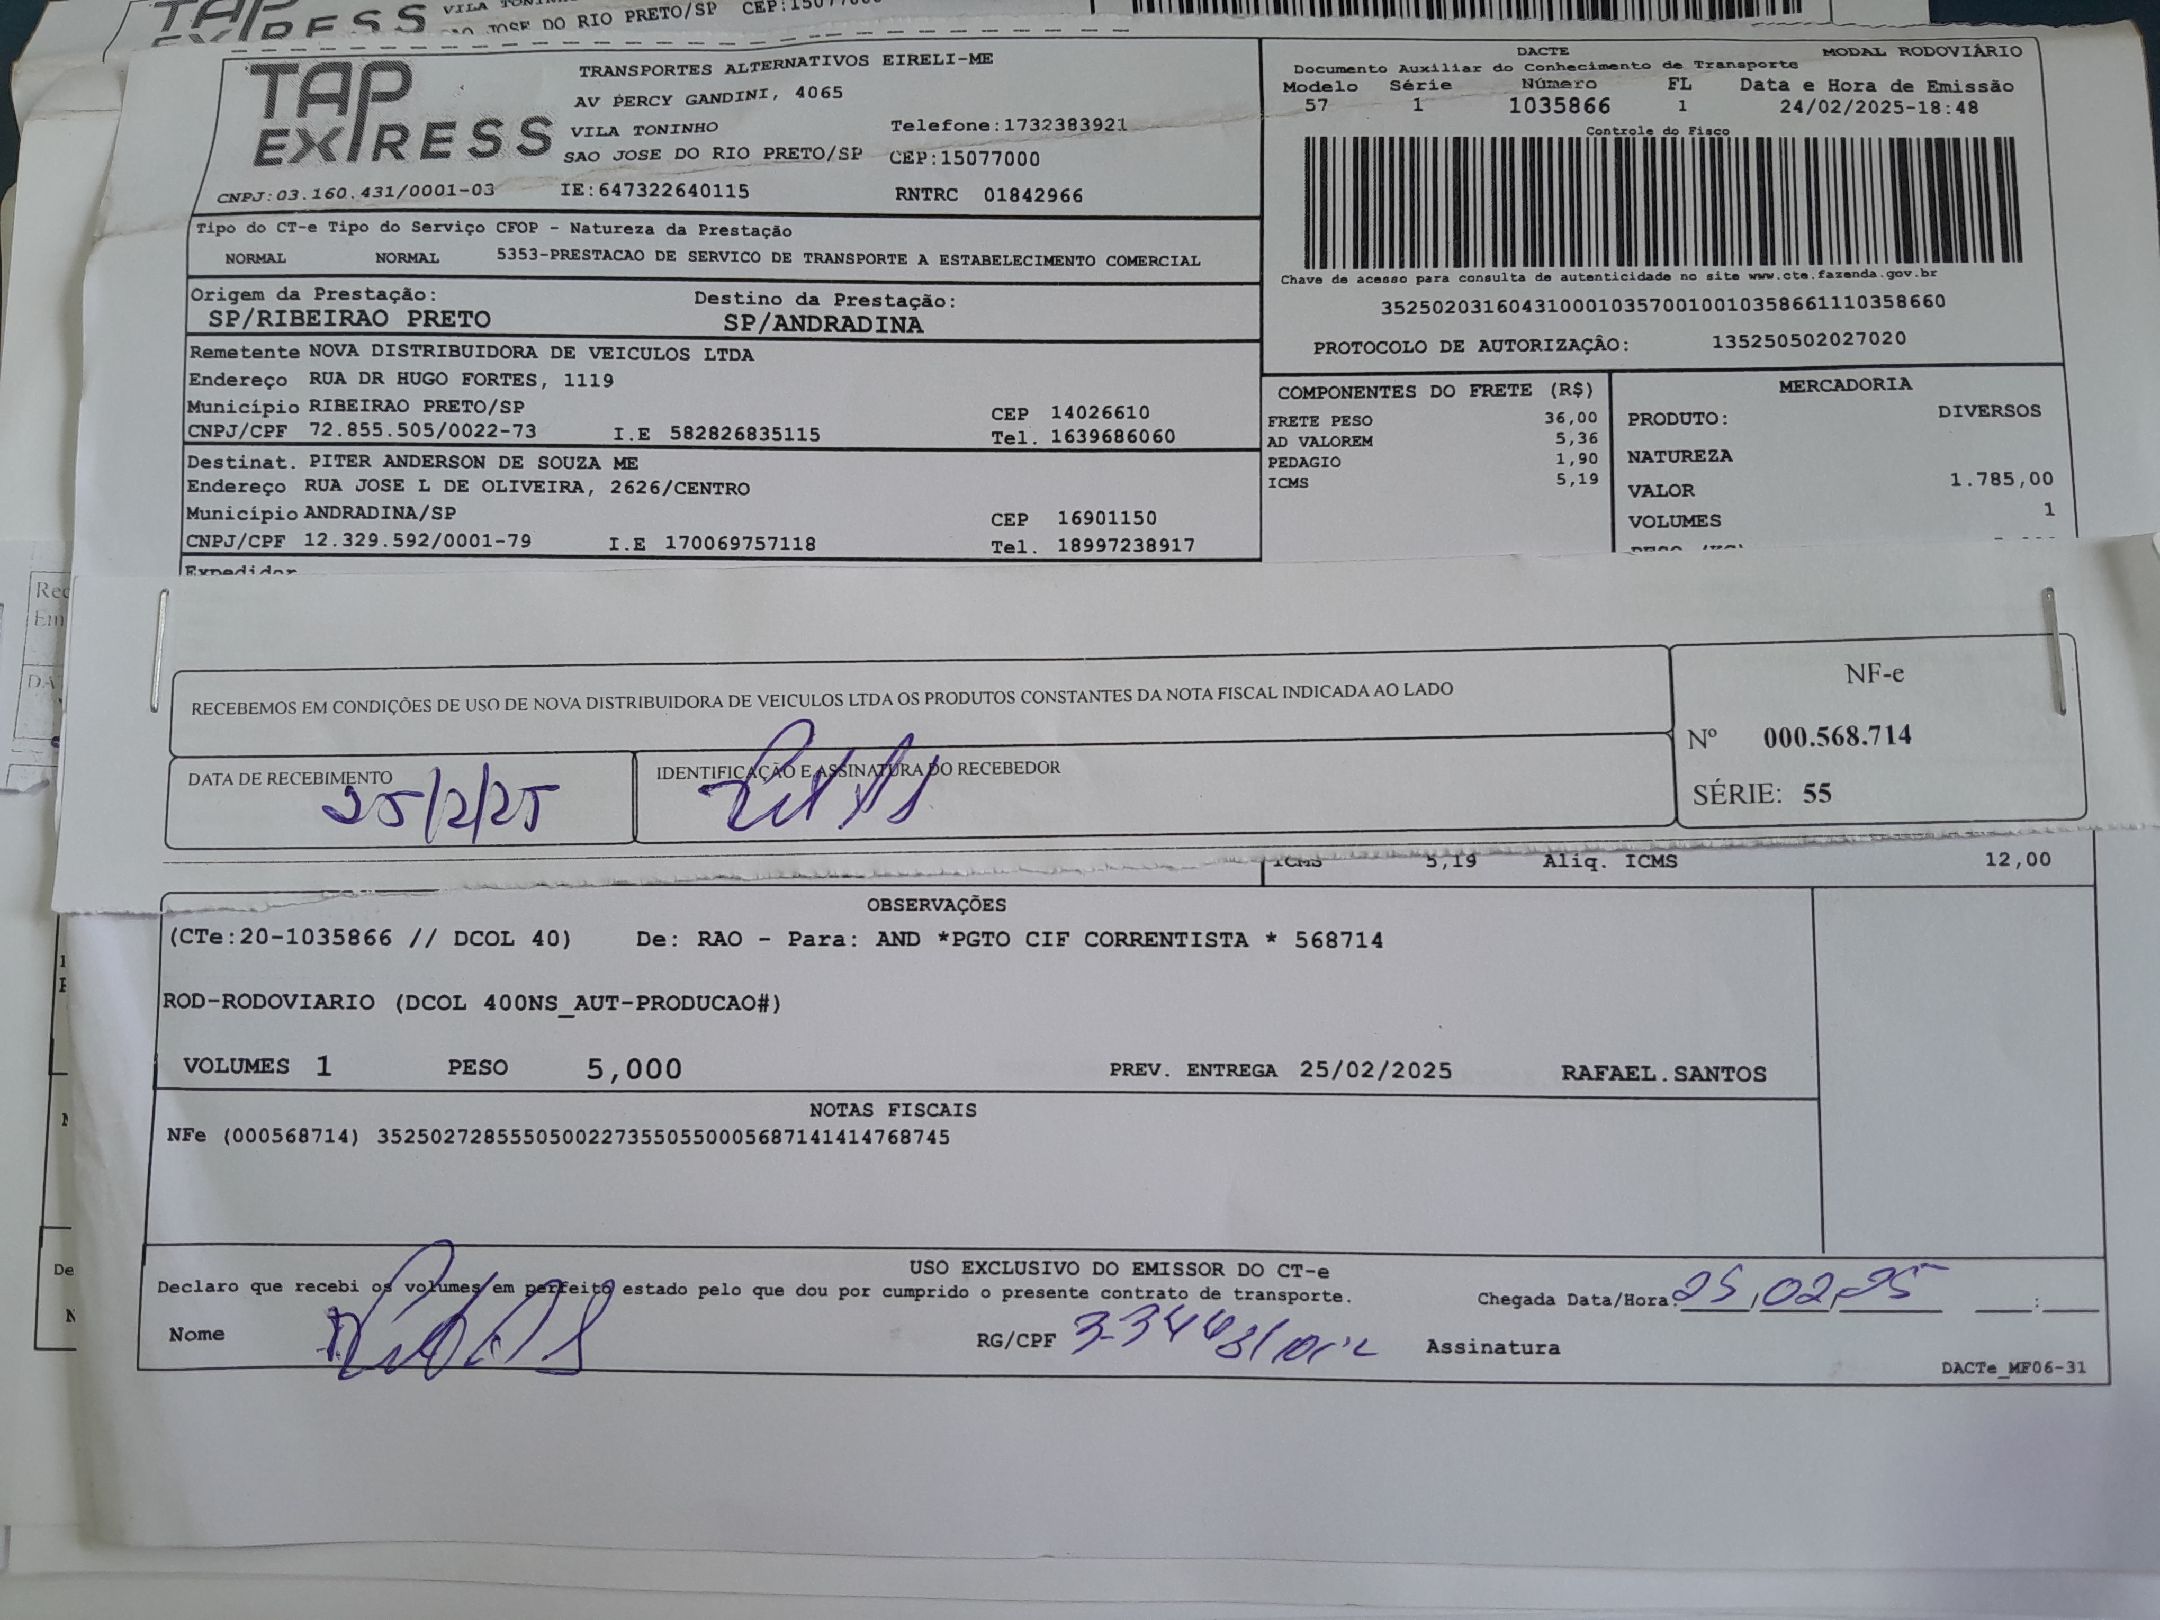 TAP EXPRESS
VILA TONI
SAO JOSE DO RIO PRETO/SP CEP:15077000
TAP EXPRESS
TRANSPORTES ALTERNATIVOS EIRELI-ME
AV PERCY GANDINI, 4065
VILA TONINHO Telefone:1732383921
SAO JOSE DO RIO PRETO/SP CEP:15077000
CNPJ:03.160.431/0001-03 IE:647322640115 RNTRC 01842966
DACTE MODAL RODOVIÁRIO
Documento Auxiliar do Conhecimento de Transporte
Modelo Série Número FL Data e Hora de Emissão
57 1 1035866 1 24/02/2025-18:48
Controle do Fisco
Chave de acesso para consulta de autenticidade no site www.cte.fazenda.gov.br
35250203160431000103570010010358661110358660
PROTOCOLO DE AUTORIZAÇÃO: 135250502027020
Tipo do CT-e Tipo do Serviço CFOP - Natureza da Prestação
NORMAL NORMAL 5353-PRESTACAO DE SERVICO DE TRANSPORTE A ESTABELECIMENTO COMERCIAL
Origem da Prestação: Destino da Prestação:
SP/RIBEIRAO PRETO SP/ANDRADINA
Remetente NOVA DISTRIBUIDORA DE VEICULOS LTDA
Endereço RUA DR HUGO FORTES, 1119
Município RIBEIRAO PRETO/SP CEP 14026610
CNPJ/CPF 72.855.505/0022-73 I.E 582826835115 Tel. 1639686060
Destinat. PITER ANDERSON DE SOUZA ME
Endereço RUA JOSE L DE OLIVEIRA, 2626/CENTRO
Município ANDRADINA/SP CEP 16901150
CNPJ/CPF 12.329.592/0001-79 I.E 170069757118 Tel. 18997238917
Expedidor
COMPONENTES DO FRETE (R$)
FRETE PESO 36,00
AD VALOREM 5,36
PEDAGIO 1,90
ICMS 5,19
MERCADORIA
PRODUTO: DIVERSOS
NATUREZA
VALOR 1.785,00
VOLUMES 1
RECEBEMOS EM CONDIÇÕES DE USO DE NOVA DISTRIBUIDORA DE VEICULOS LTDA OS PRODUTOS CONSTANTES DA NOTA FISCAL INDICADA AO LADO
DATA DE RECEBIMENTO
25/2/25
IDENTIFICAÇÃO E ASSINATURA DO RECEBEDOR
NF-e
Nº 000.568.714
SÉRIE: 55
ICMS 5,19 Aliq. ICMS 12,00
OBSERVAÇÕES
(CTe:20-1035866 // DCOL 40) De: RAO - Para: AND *PGTO CIF CORRENTISTA * 568714
ROD-RODOVIARIO (DCOL 400NS_AUT-PRODUCAO#)
VOLUMES 1 PESO 5,000 PREV. ENTREGA 25/02/2025 RAFAEL.SANTOS
NOTAS FISCAIS
NFe (000568714) 35250272855505002273550550005687141414768745
USO EXCLUSIVO DO EMISSOR DO CT-e
Declaro que recebi os volumes em perfeito estado pelo que dou por cumprido o presente contrato de transporte. Chegada Data/Hora: 25,02,25 :
Nome RG/CPF Assinatura
DACTe_MF06-31